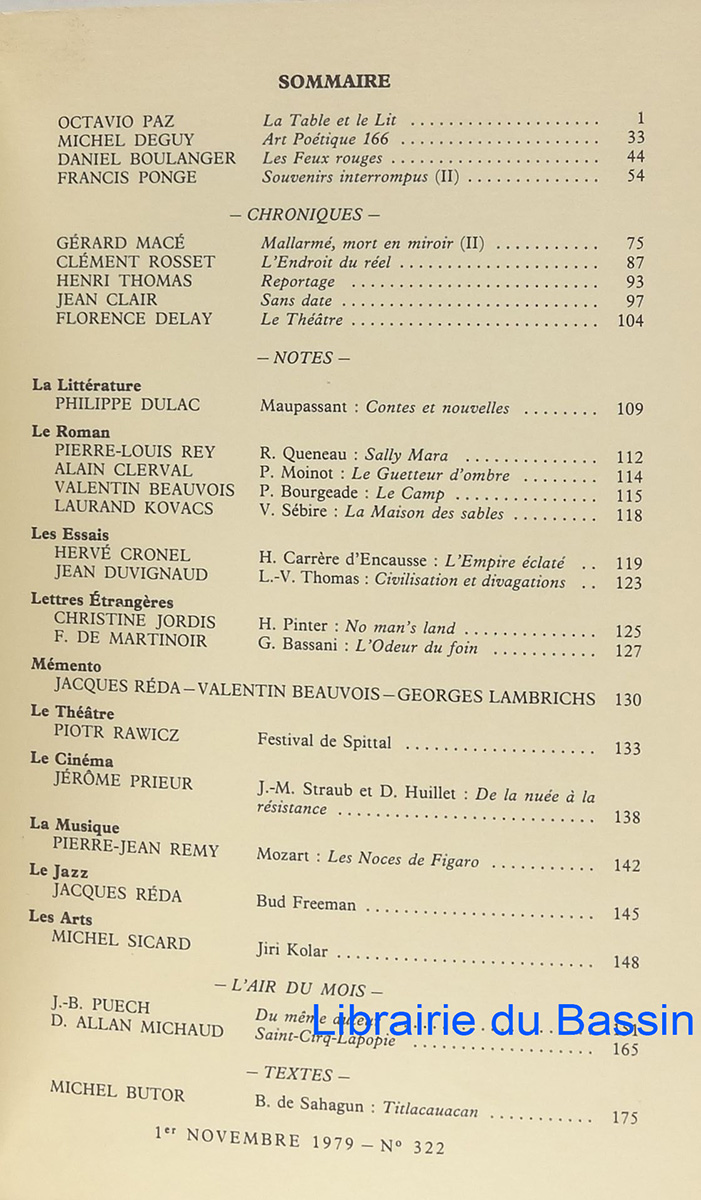 SOMMAIRE
OCTAVIO PAZ La Table et le Lit .................... 1
MICHEL DEGUY Art Poétique 166 .................... 33
DANIEL BOULANGER Les Feux rouges .................... 44
FRANCIS PONGE Souvenirs interrompus (II) .............. 54
– CHRONIQUES –
GÉRARD MACÉ Mallarmé, mort en miroir (II) ........... 75
CLÉMENT ROSSET L'Endroit du réel .................... 87
HENRI THOMAS Reportage .................... 93
JEAN CLAIR Sans date .................... 97
FLORENCE DELAY Le Théâtre .................... 104
– NOTES –
La Littérature
PHILIPPE DULAC Maupassant : Contes et nouvelles ........ 109
Le Roman
PIERRE-LOUIS REY R. Queneau : Sally Mara .............. 112
ALAIN CLERVAL P. Moinot : Le Guetteur d'ombre ........ 114
VALENTIN BEAUVOIS P. Bourgeade : Le Camp .............. 115
LAURAND KOVACS V. Sébire : La Maison des sables ......... 118
Les Essais
HERVÉ CRONEL H. Carrère d'Encausse : L'Empire éclaté .. 119
JEAN DUVIGNAUD L.-V. Thomas : Civilisation et divagations .. 123
Lettres Étrangères
CHRISTINE JORDIS H. Pinter : No man's land .............. 125
F. DE MARTINOIR G. Bassani : L'Odeur du foin ........... 127
Mémento
JACQUES RÉDA – VALENTIN BEAUVOIS – GEORGES LAMBRICHS 130
Le Théâtre
PIOTR RAWICZ Festival de Spittal .................... 133
Le Cinéma
JÉRÔME PRIEUR J.-M. Straub et D. Huillet : De la nuée à la
résistance .................... 138
La Musique
PIERRE-JEAN REMY Mozart : Les Noces de Figaro ........... 142
Le Jazz
JACQUES RÉDA Bud Freeman .................... 145
Les Arts
MICHEL SICARD Jiri Kolar .................... 148
– L'AIR DU MOIS –
J.-B. PUECH Du même auteur .................... 151
D. ALLAN MICHAUD Saint-Cirq-Lapopie .................... 165
Librairie du Bassin
– TEXTES –
MICHEL BUTOR B. de Sahagun : Titlacauacan ........... 175
1er NOVEMBRE 1979 – N° 322